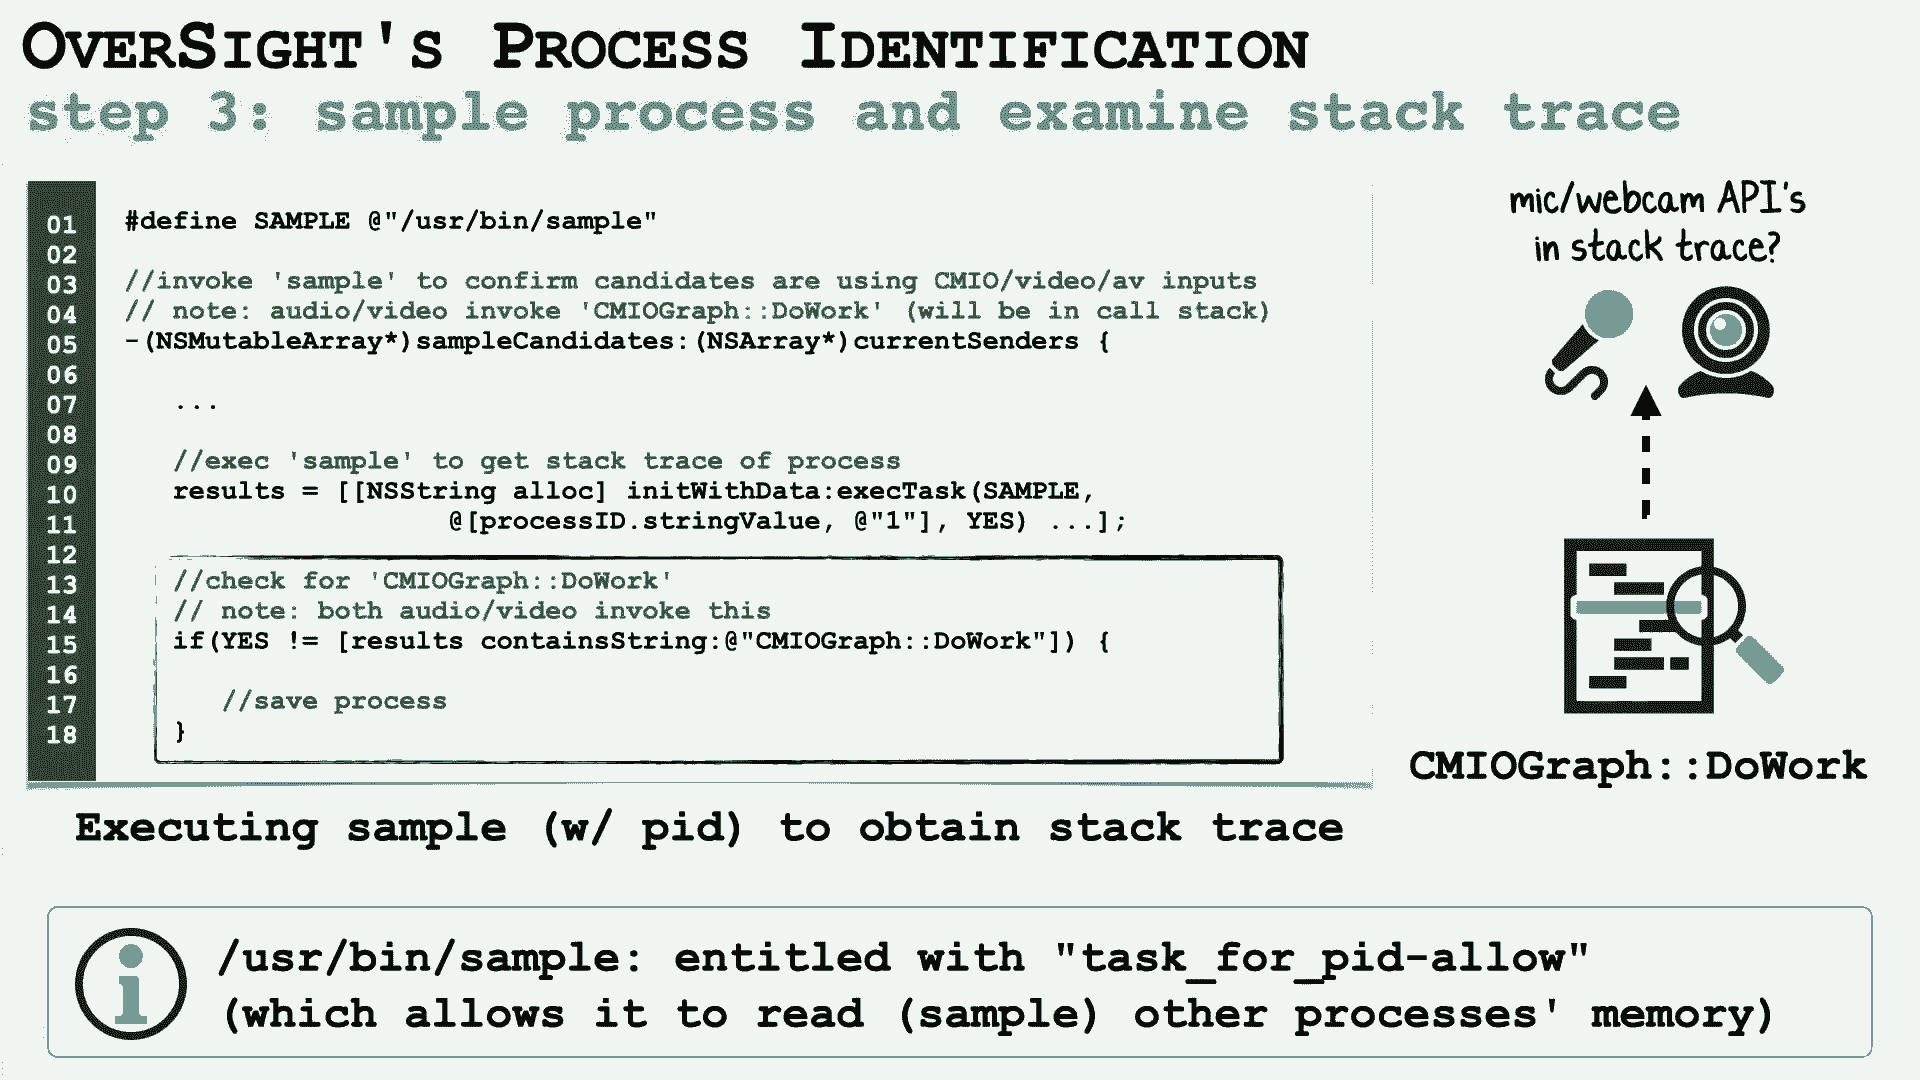 OverSight's Process Identification
step 3: sample process and examine stack trace
01 #define SAMPLE @"/usr/bin/sample"
02
03 //invoke 'sample' to confirm candidates are using CMIO/video/av inputs
04 // note: audio/video invoke 'CMIOGraph::DoWork' (will be in call stack)
05 -(NSMutableArray*)sampleCandidates:(NSArray*)currentSenders {
06
07 ...
08
09 //exec 'sample' to get stack trace of process
10 results = [[NSString alloc] initWithData:execTask(SAMPLE,
11 @[processID.stringValue, @"1"], YES) ...];
12
13 //check for 'CMIOGraph::DoWork'
14 // note: both audio/video invoke this
15 if(YES != [results containsString:@"CMIOGraph::DoWork"]) {
16
17 //save process
18 }
mic/webcam API's
in stack trace?
CMIOGraph::DoWork
Executing sample (w/ pid) to obtain stack trace
/usr/bin/sample: entitled with "task_for_pid-allow"
(which allows it to read (sample) other processes' memory)